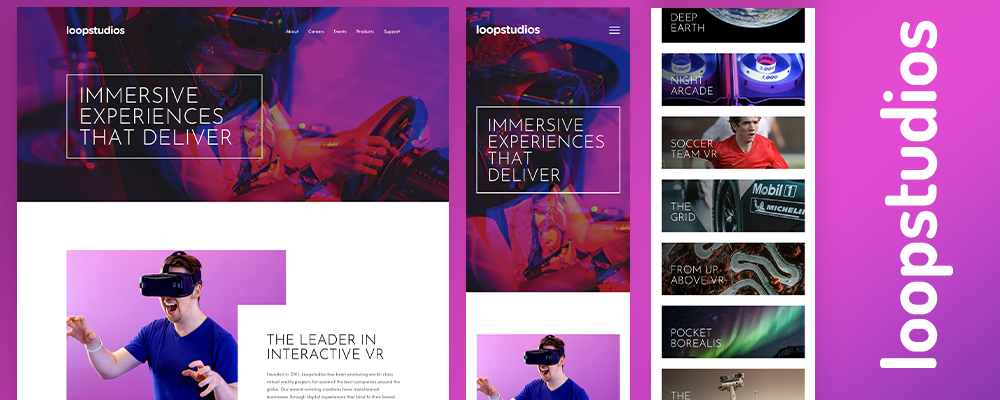 loopstudios
About Careers Events Products Support
IMMERSIVE
EXPERIENCES
THAT DELIVER
THE LEADER IN
INTERACTIVE VR
Founded in 2011, Loopstudios has been producing world-class
virtual reality projects for some of the best companies around the
globe. Our award-winning creations have transformed
businesses through digital experiences that bind to their brand.
loopstudios
IMMERSIVE
EXPERIENCES
THAT
DELIVER
DEEP
EARTH
NIGHT
ARCADE
1,000
SOCCER
TEAM VR
THE
GRID
Mobil 1
MICHELIN
FROM UP
ABOVE VR
POCKET
BOREALIS
THE
loopstudios